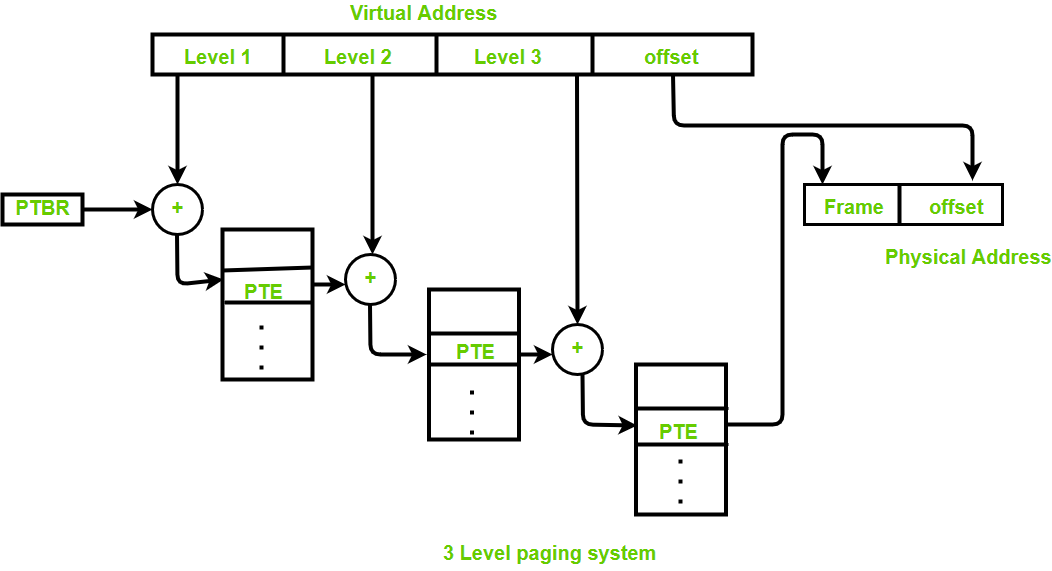 Virtual Address
Level 1 Level 2 Level 3 offset
PTBR + Frame offset
Physical Address
+
PTE
+
PTE
PTE
3 Level paging system